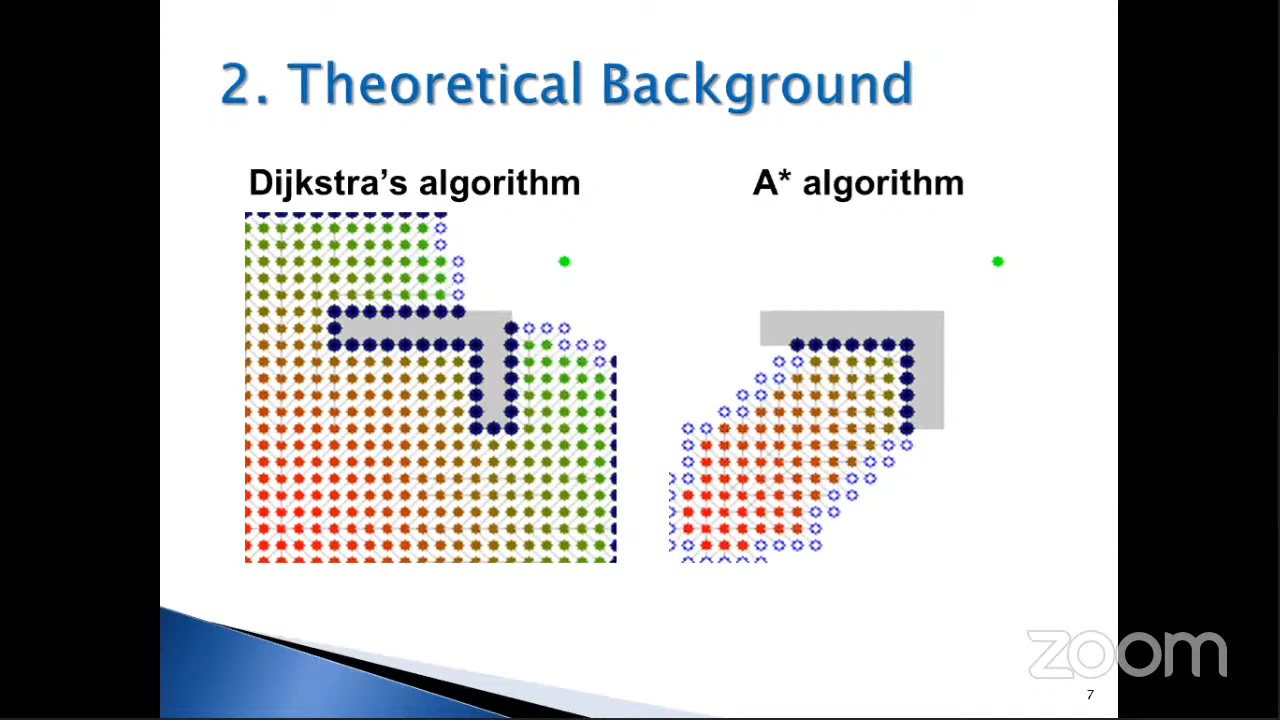 2. Theoretical Background
Dijkstra’s algorithm
A* algorithm
zoom
7